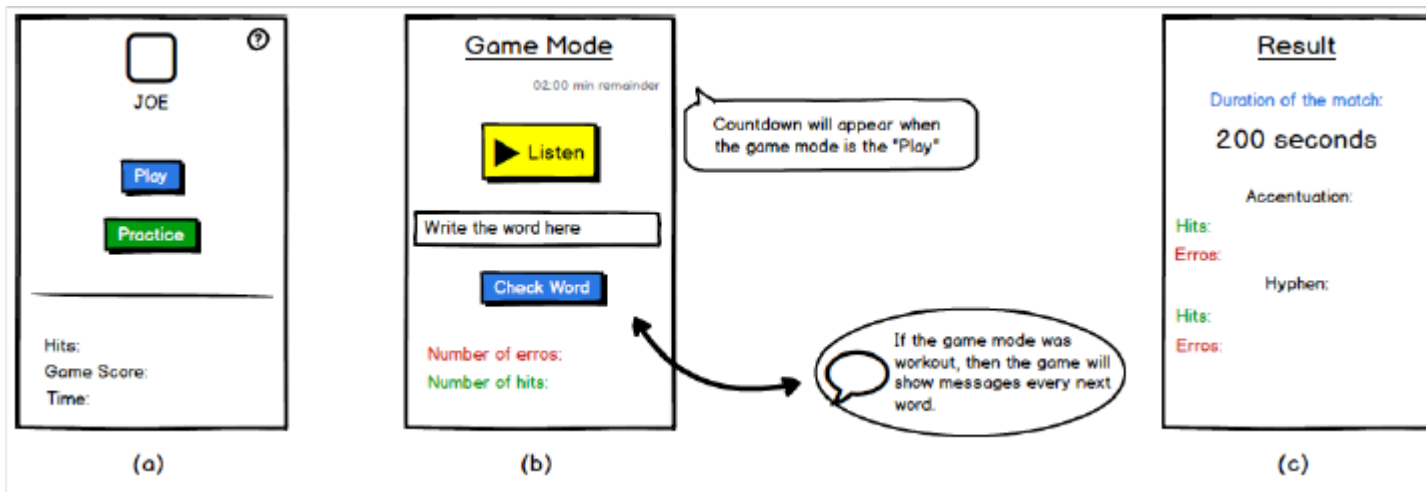 ?
JOE
Play
Practice
Hits:
Game Score:
Time:
(a)
Game Mode
02:00 min remainder
Listen
Write the word here
Check Word
Number of erros:
Number of hits:
(b)
Countdown will appear when
the game mode is the "Play"
If the game mode was
workout, then the game will
show messages every next
word.
Result
Duration of the match:
200 seconds
Accentuation:
Hits:
Erros:
Hyphen:
Hits:
Erros:
(c)